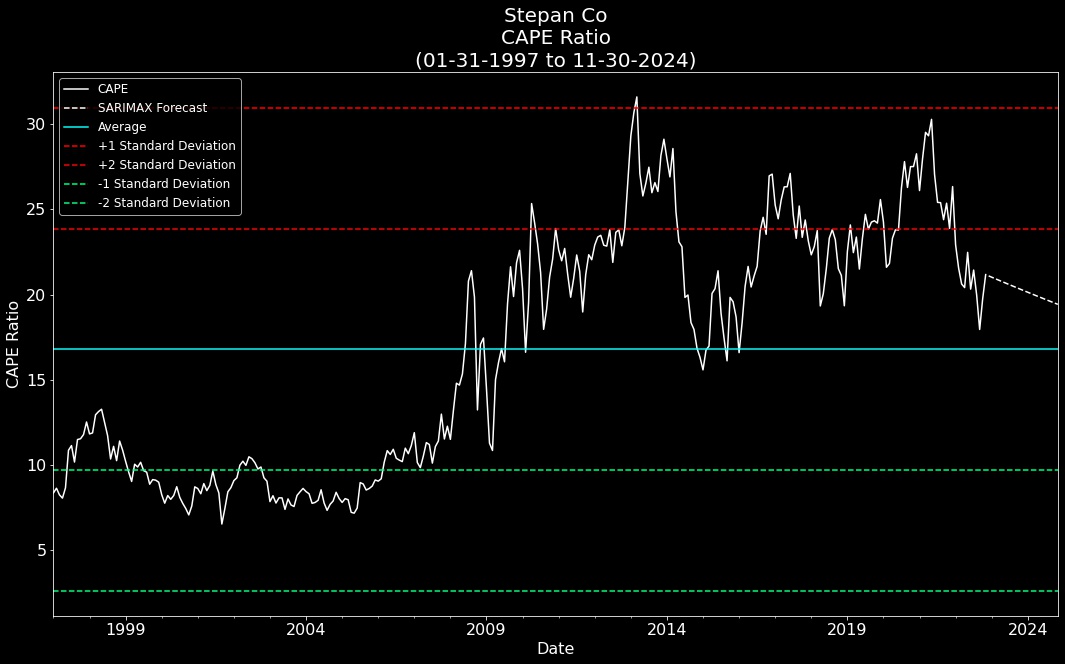 Stepan Co
CAPE Ratio
(01-31-1997 to 11-30-2024)
CAPE
SARIMAX Forecast
Average
+1 Standard Deviation
+2 Standard Deviation
-1 Standard Deviation
-2 Standard Deviation
CAPE Ratio
30
25
20
15
10
5
1999 2004 2009 2014 2019 2024
Date